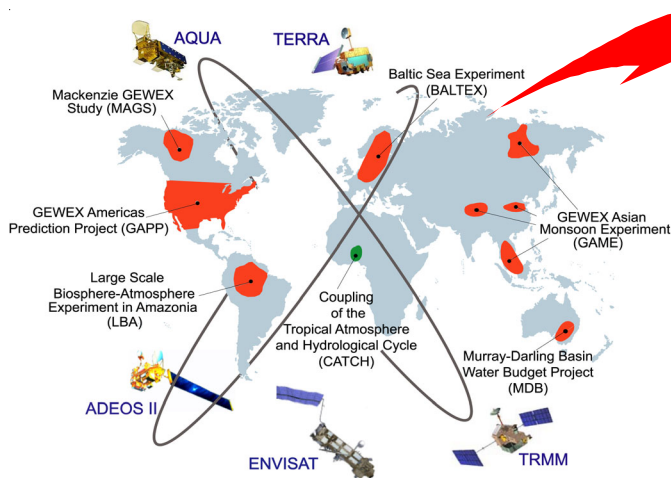 AQUA
TERRA
Baltic Sea Experiment
(BALTEX)
Mackenzie GEWEX
Study (MAGS)
GEWEX Americas
Prediction Project (GAPP)
GEWEX Asian
Monsoon Experiment
(GAME)
Large Scale
Biosphere-Atmosphere
Experiment in Amazonia
(LBA)
Coupling
of the
Tropical Atmosphere
and Hydrological Cycle
(CATCH)
Murray-Darling Basin
Water Budget Project
(MDB)
ADEOS II
ENVISAT
TRMM